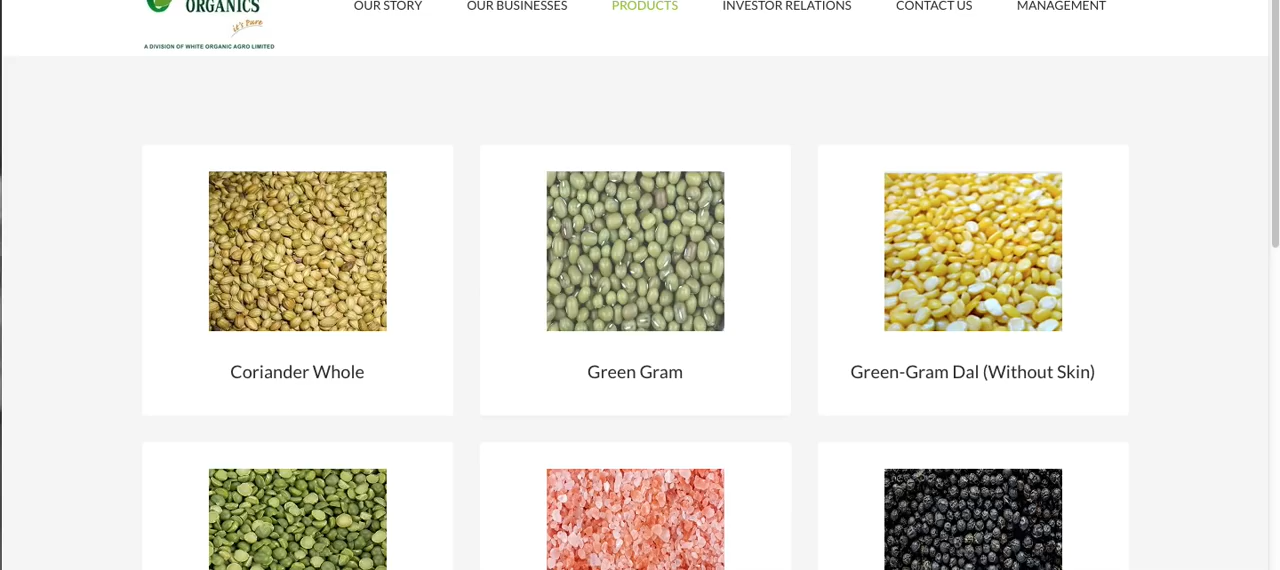 ORGANICS
it's Pure
A DIVISION OF WHITE ORGANIC AGRO LIMITED
OUR STORY OUR BUSINESSES PRODUCTS INVESTOR RELATIONS CONTACT US MANAGEMENT
Coriander Whole
Green Gram
Green-Gram Dal (Without Skin)